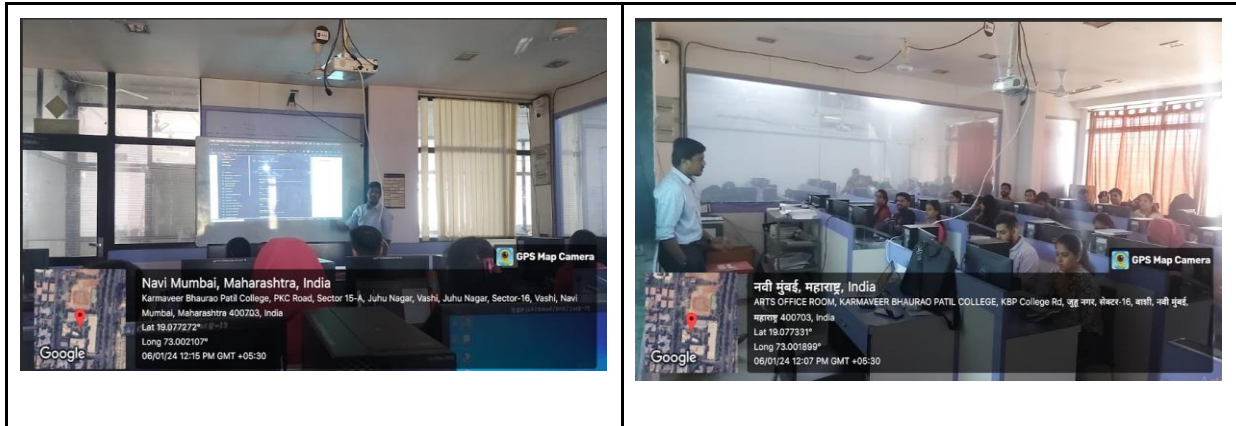 GPS Map Camera
Navi Mumbai, Maharashtra, India
Karmaveer Bhaurao Patil College, PKC Road, Sector 15-A, Juhu Nagar, Vashi, Juhu Nagar, Sector-16, Vashi, Navi
Mumbai, Maharashtra 400703, India
Lat 19.077272°
Long 73.002107°
06/01/24 12:15 PM GMT +05:30
Google
GPS Map Camera
नवी मुंबई, महाराष्ट्र, India
ARTS OFFICE ROOM, KARMAVEER BHAURAO PATIL COLLEGE, KBP College Rd, जुहू नगर, सेक्टर-16, वाशी, नवी मुंबई,
महाराष्ट्र 400703, India
Lat 19.077331°
Long 73.001899°
06/01/24 12:07 PM GMT +05:30
Google